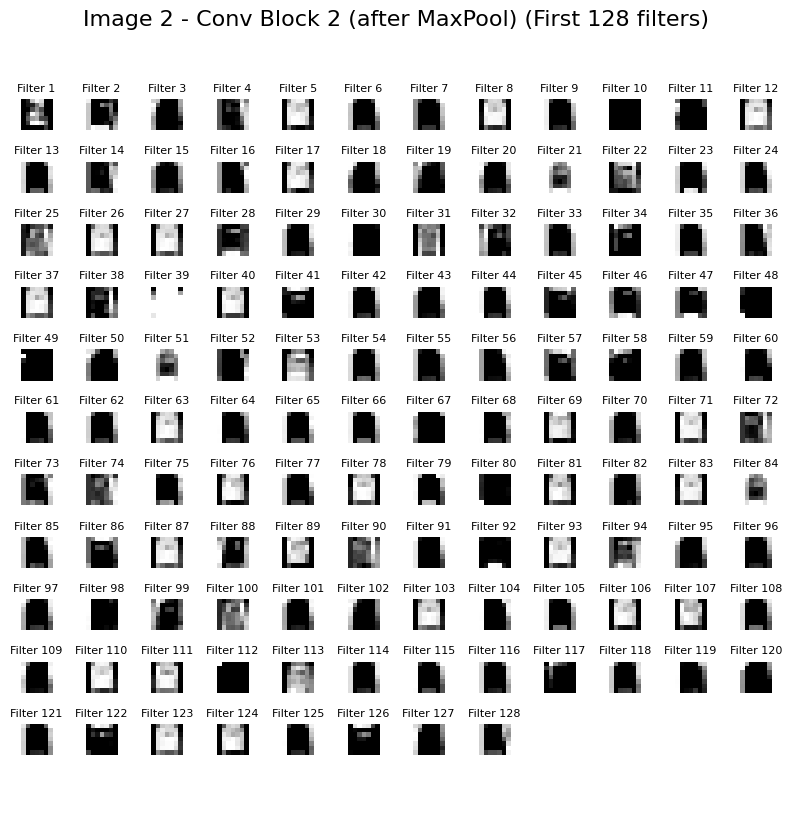 Image 2 - Conv Block 2 (after MaxPool) (First 128 filters)
Filter 1 Filter 2 Filter 3 Filter 4 Filter 5 Filter 6 Filter 7 Filter 8 Filter 9 Filter 10 Filter 11 Filter 12
Filter 13 Filter 14 Filter 15 Filter 16 Filter 17 Filter 18 Filter 19 Filter 20 Filter 21 Filter 22 Filter 23 Filter 24
Filter 25 Filter 26 Filter 27 Filter 28 Filter 29 Filter 30 Filter 31 Filter 32 Filter 33 Filter 34 Filter 35 Filter 36
Filter 37 Filter 38 Filter 39 Filter 40 Filter 41 Filter 42 Filter 43 Filter 44 Filter 45 Filter 46 Filter 47 Filter 48
Filter 49 Filter 50 Filter 51 Filter 52 Filter 53 Filter 54 Filter 55 Filter 56 Filter 57 Filter 58 Filter 59 Filter 60
Filter 61 Filter 62 Filter 63 Filter 64 Filter 65 Filter 66 Filter 67 Filter 68 Filter 69 Filter 70 Filter 71 Filter 72
Filter 73 Filter 74 Filter 75 Filter 76 Filter 77 Filter 78 Filter 79 Filter 80 Filter 81 Filter 82 Filter 83 Filter 84
Filter 85 Filter 86 Filter 87 Filter 88 Filter 89 Filter 90 Filter 91 Filter 92 Filter 93 Filter 94 Filter 95 Filter 96
Filter 97 Filter 98 Filter 99 Filter 100 Filter 101 Filter 102 Filter 103 Filter 104 Filter 105 Filter 106 Filter 107 Filter 108
Filter 109 Filter 110 Filter 111 Filter 112 Filter 113 Filter 114 Filter 115 Filter 116 Filter 117 Filter 118 Filter 119 Filter 120
Filter 121 Filter 122 Filter 123 Filter 124 Filter 125 Filter 126 Filter 127 Filter 128